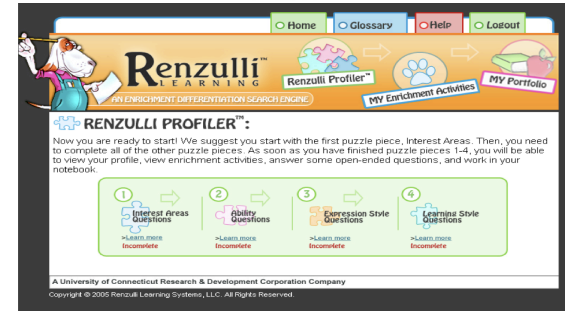 Home Glossary Help Logout
Renzulli™
LEARNING
AN ENRICHMENT DIFFERENTIATION SEARCH ENGINE
Renzulli Profiler™
MY Enrichment Activities
MY Portfolio
RENZULLI PROFILER™:
Now you are ready to start! We suggest you start with the first puzzle piece, Interest Areas. Then, you need
to complete all of the other puzzle pieces. As soon as you have finished puzzle pieces 1-4, you will be able
to view your profile, view enrichment activities, answer some open-ended questions, and work in your
notebook.
1 2 3 4
Interest Areas Ability Expression Style Learning Style
Questions Questions Questions Questions
>Learn more >Learn more >Learn more >Learn more
Incomplete Incomplete Incomplete Incomplete
A University of Connecticut Research & Development Corporation Company
Copyright © 2005 Renzulli Learning Systems, LLC. All Rights Reserved.